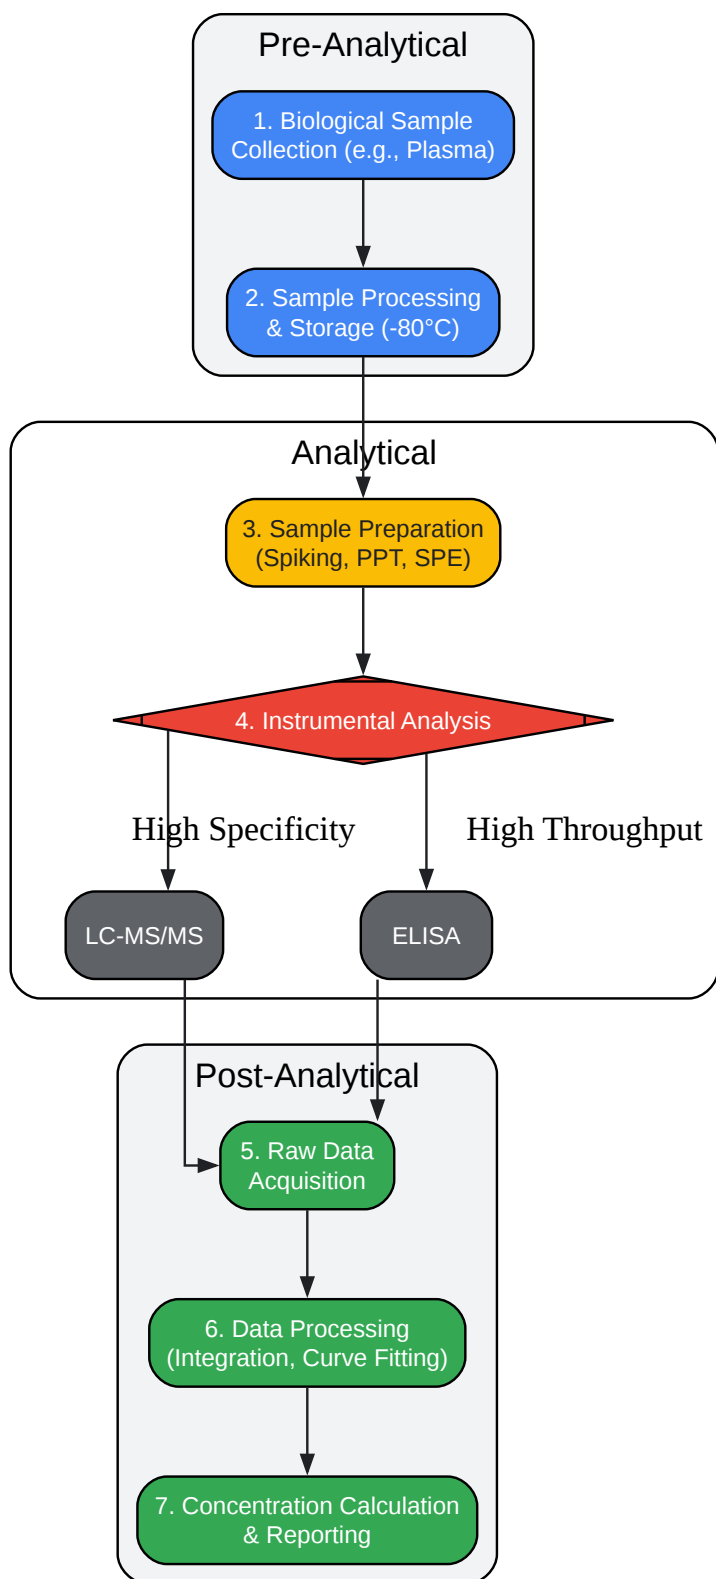 Pre-Analytical
1. Biological Sample
Collection (e.g., Plasma)
2. Sample Processing
& Storage (-80°C)
Analytical
3. Sample Preparation
(Spiking, PPT, SPE)
4. Instrumental Analysis
High Specificity
High Throughput
LC-MS/MS
ELISA
Post-Analytical
5. Raw Data
Acquisition
6. Data Processing
(Integration, Curve Fitting)
7. Concentration Calculation
& Reporting